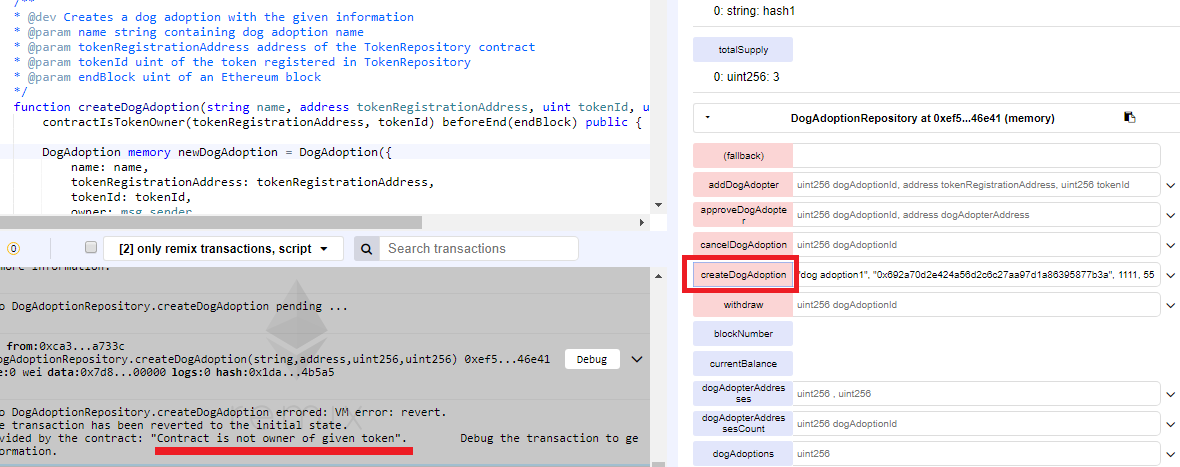 /**
* @dev Creates a dog adoption with the given information
* @param name string containing dog adoption name
* @param tokenRegistrationAddress address of the TokenRepository contract
* @param tokenId uint of the token registered in TokenRepository
* @param endBlock uint of an Ethereum block
*/
function createDogAdoption(string name, address tokenRegistrationAddress, uint tokenId, u
contractIsTokenOwner(tokenRegistrationAddress, tokenId) beforeEnd(endBlock) public {
DogAdoption memory newDogAdoption = DogAdoption({
name: name,
tokenRegistrationAddress: tokenRegistrationAddress,
tokenId: tokenId,
owner: msg.sender
0
[2] only remix transactions, script
Search transactions
more information.
o DogAdoptionRepository.createDogAdoption pending ...
from:0xca3...a733c
ogAdoptionRepository.createDogAdoption(string,address,uint256,uint256) 0xef5...46e41
Debug
e:0 wei data:0x7d8...00000 logs:0 hash:0x1da...4b5a5
o DogAdoptionRepository.createDogAdoption errored: VM error: revert.
e transaction has been reverted to the initial state.
vided by the contract: "Contract is not owner of given token". Debug the transaction to ge
formation.
0: string: hash1
totalSupply
0: uint256: 3
DogAdoptionRepository at 0xef5...46e41 (memory)
(fallback)
addDogAdopter
uint256 dogAdoptionId, address tokenRegistrationAddress, uint256 tokenId
approveDogAdopte
r
uint256 dogAdoptionId, address dogAdopterAddress
cancelDogAdoption
uint256 dogAdoptionId
createDogAdoption
"dog adoption1", "0x692a70d2e424a56d2c6c27aa97d1a86395877b3a", 1111, 55
withdraw
uint256 dogAdoptionId
blockNumber
currentBalance
dogAdopterAddres
ses
uint256 , uint256
dogAdopterAddres
sesCount
uint256 dogAdoptionId
dogAdoptions
uint256